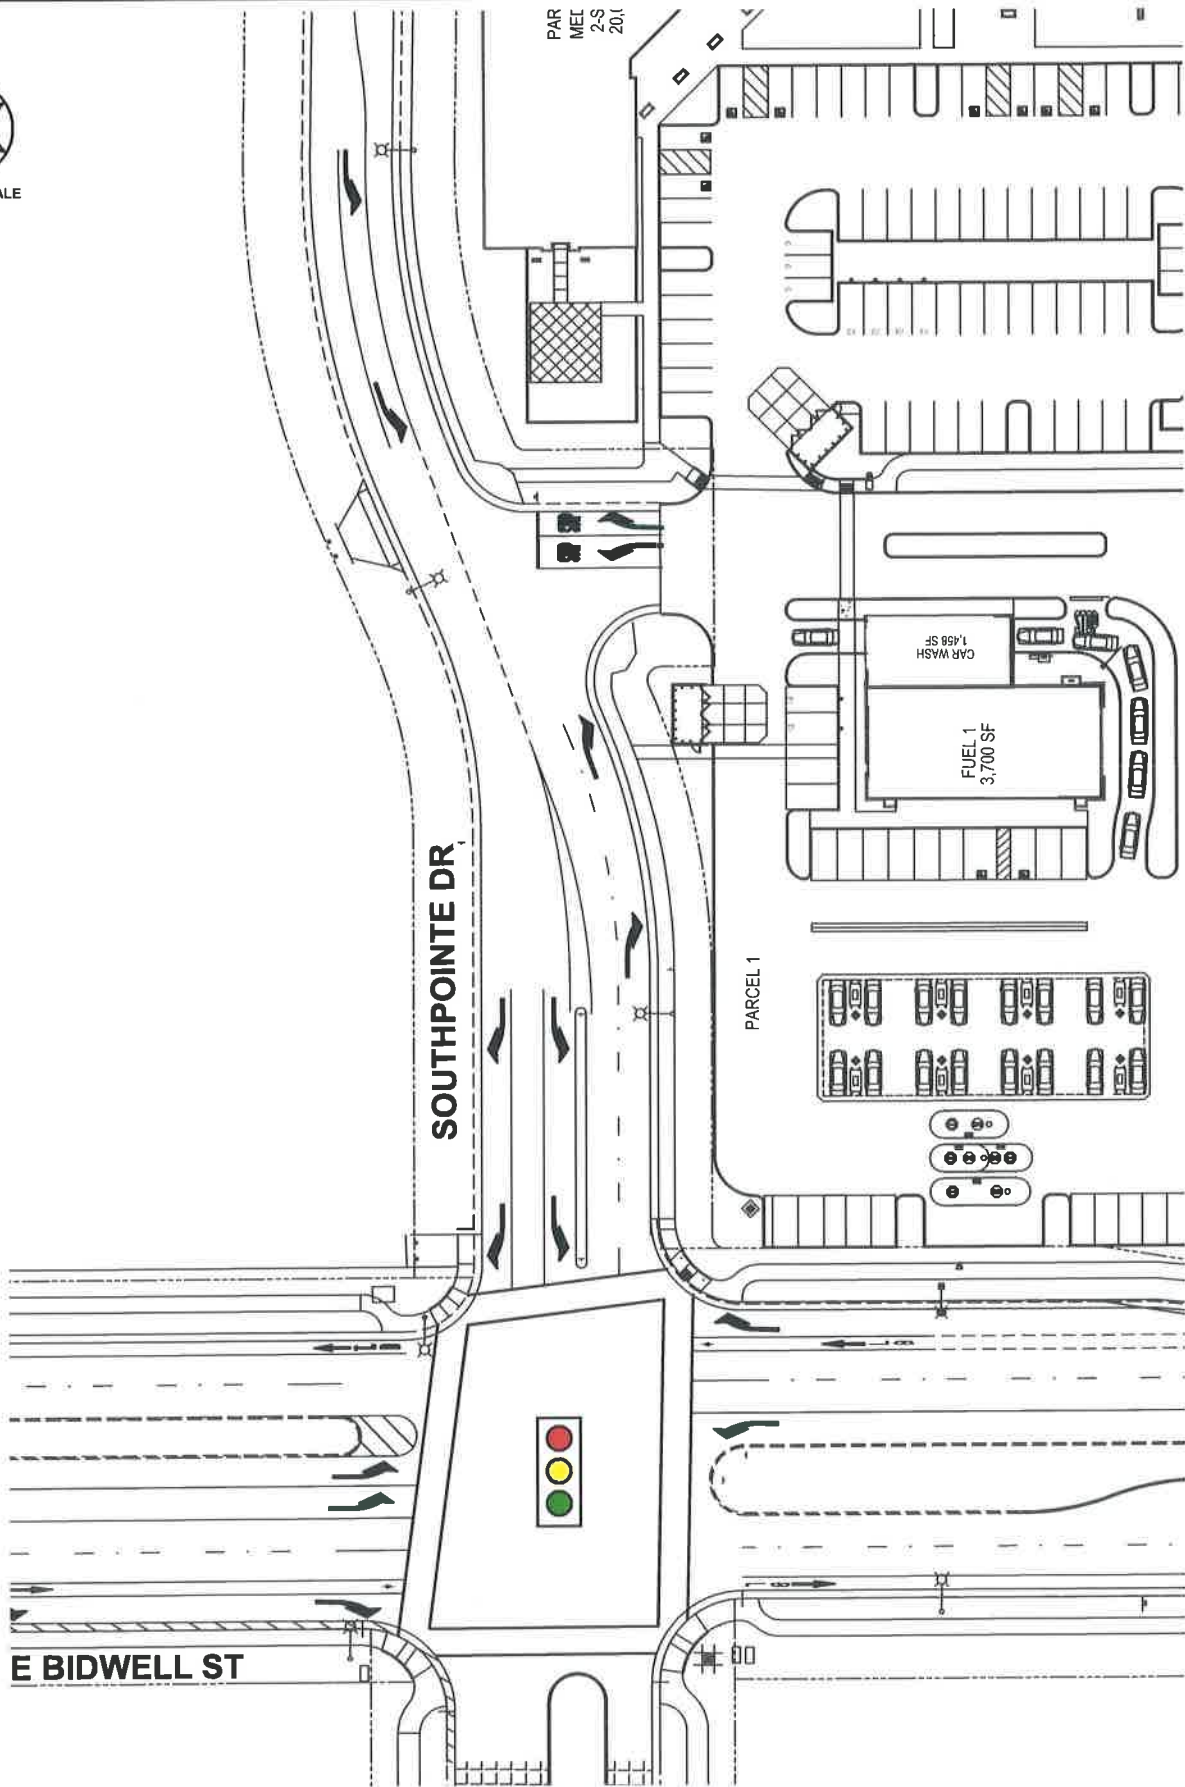 PAR
MED
2-S
20,(
ALE
CAR WASH
1,458 SF
FUEL 1
3,700 SF
SOUTHPOINTE DR
PARCEL 1
E BIDWELL ST